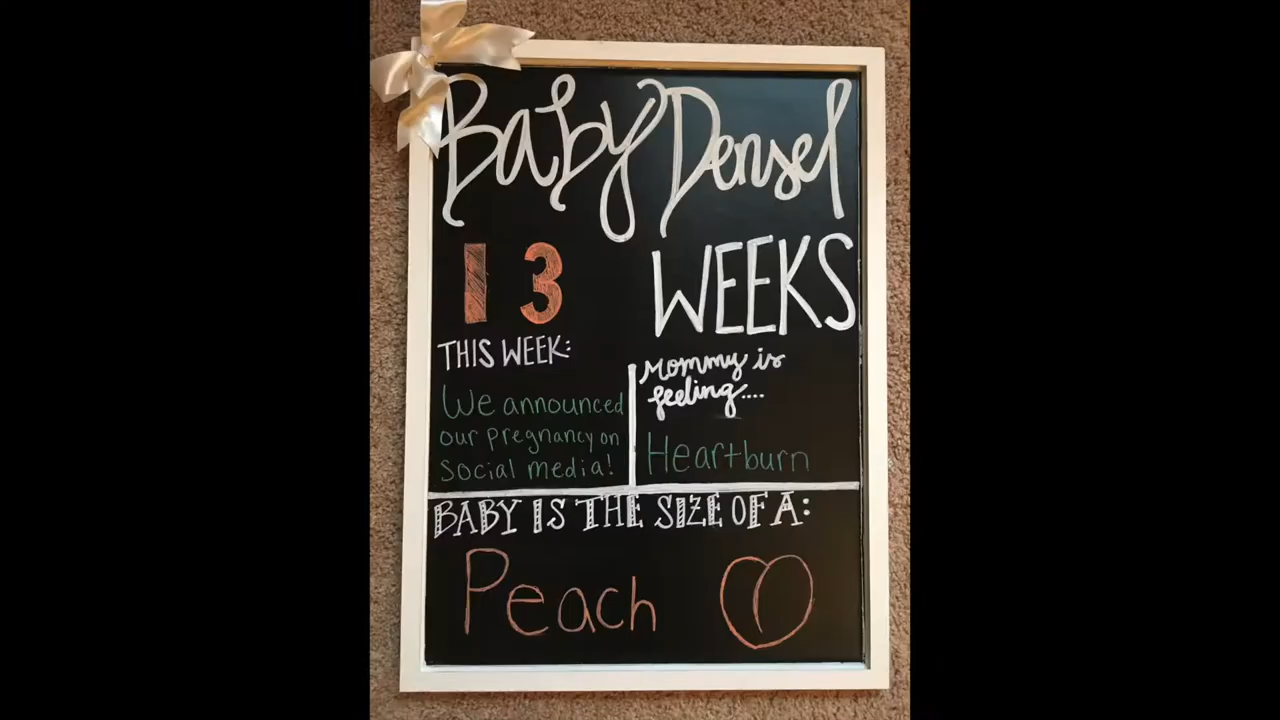 Baby Densel
13 WEEKS
THIS WEEK:
We announced
our pregnancy on
social media!
Mommy is
feeling....
Heartburn
BABY IS THE SIZE OF A:
Peach